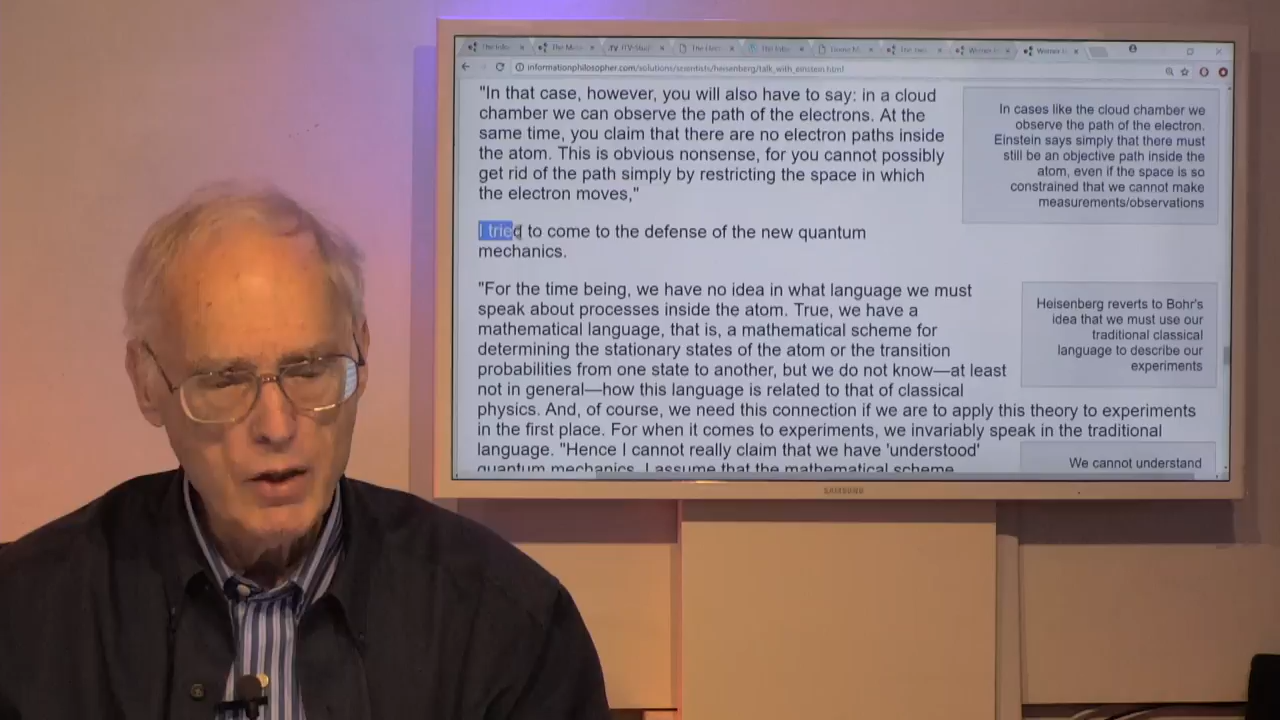 informationphilosopher.com/solutions/scientists/heisenberg/talk_with_einstein.html
"In that case, however, you will also have to say: in a cloud
chamber we can observe the path of the electrons. At the
same time, you claim that there are no electron paths inside
the atom. This is obvious nonsense, for you cannot possibly
get rid of the path simply by restricting the space in which
the electron moves,"
In cases like the cloud chamber we
observe the path of the electron.
Einstein says simply that there must
still be an objective path inside the
atom, even if the space is so
constrained that we cannot make
measurements/observations
I tried to come to the defense of the new quantum
mechanics.
"For the time being, we have no idea in what language we must
speak about processes inside the atom. True, we have a
mathematical language, that is, a mathematical scheme for
determining the stationary states of the atom or the transition
probabilities from one state to another, but we do not know—at least
not in general—how this language is related to that of classical
physics. And, of course, we need this connection if we are to apply this theory to experiments
in the first place. For when it comes to experiments, we invariably speak in the traditional
language. "Hence I cannot really claim that we have 'understood'
quantum mechanics. I assume that the mathematical scheme
Heisenberg reverts to Bohr's
idea that we must use our
traditional classical
language to describe our
experiments
We cannot understand
SAMSUNG